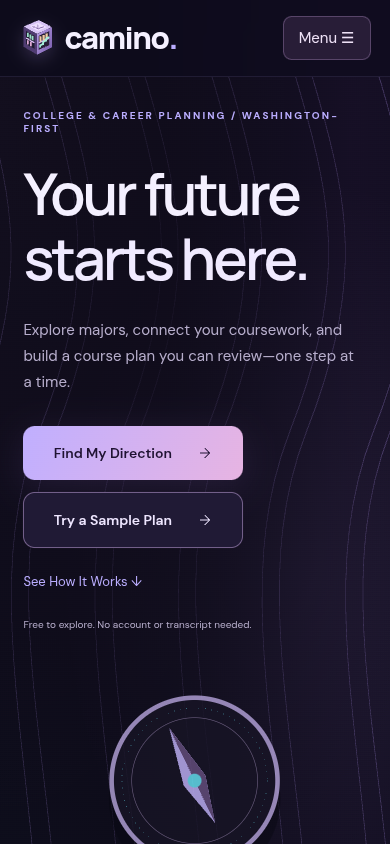 camino.
Menu ☰
COLLEGE & CAREER PLANNING / WASHINGTON-
FIRST
Your future
starts here.
Explore majors, connect your coursework, and
build a course plan you can review—one step at
a time.
Find My Direction →
Try a Sample Plan →
See How It Works ↓
Free to explore. No account or transcript needed.